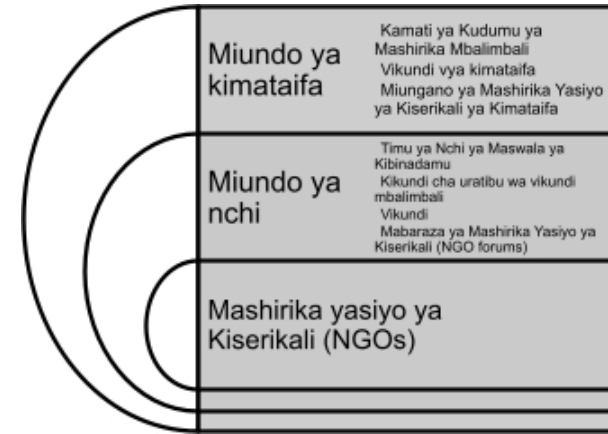 Miundo ya
kimataifa
Kamati ya Kudumu ya
Mashirika Mbalimbali
Vikundi vya kimataifa
Miungano ya Mashirika Yasiyo
ya Kiserikali ya Kimataifa
Miundo ya
nchi
Timu ya Nchi ya Maswala ya
Kibinadamu
Kikundi cha uratibu wa vikundi
mbalimbali
Vikundi
Mabaraza ya Mashirika Yasiyo ya
Kiserikali (NGO forums)
Mashirika yasiyo ya
Kiserikali (NGOs)